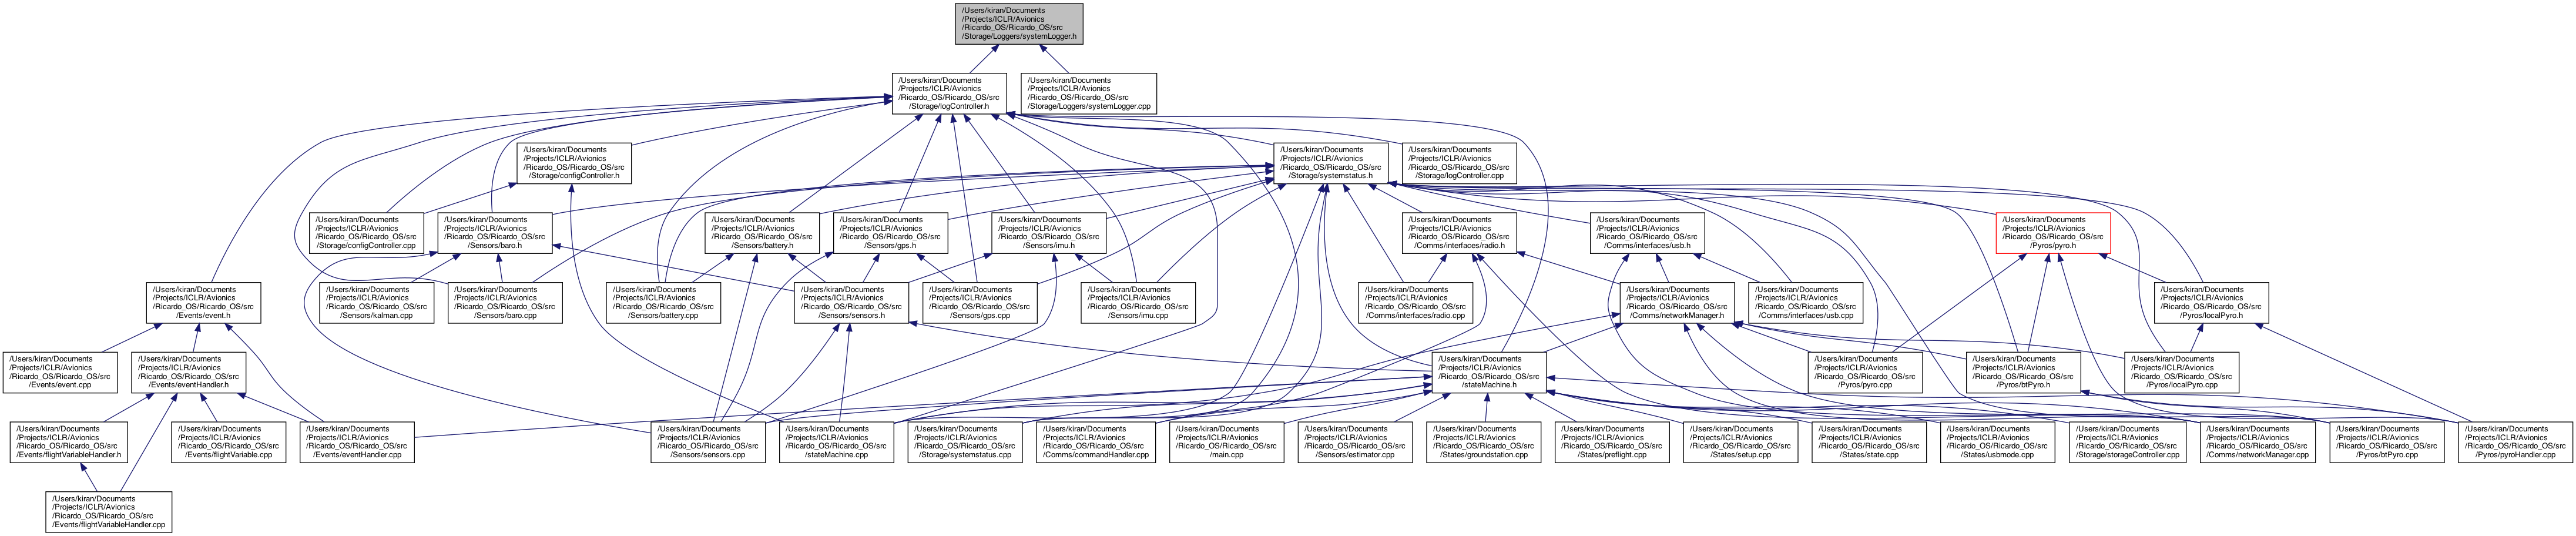 /Users/kiran/Documents
/Projects/ICLR/Avionics
/Ricardo_OS/Ricardo_OS/src
/Storage/Loggers/systemLogger.h
/Users/kiran/Documents
/Projects/ICLR/Avionics
/Ricardo_OS/Ricardo_OS/src
/Storage/logController.h
/Users/kiran/Documents
/Projects/ICLR/Avionics
/Ricardo_OS/Ricardo_OS/src
/Storage/Loggers/systemLogger.cpp
/Users/kiran/Documents
/Projects/ICLR/Avionics
/Ricardo_OS/Ricardo_OS/src
/Storage/configController.h
/Users/kiran/Documents
/Projects/ICLR/Avionics
/Ricardo_OS/Ricardo_OS/src
/Storage/systemstatus.h
/Users/kiran/Documents
/Projects/ICLR/Avionics
/Ricardo_OS/Ricardo_OS/src
/Storage/logController.cpp
/Users/kiran/Documents
/Projects/ICLR/Avionics
/Ricardo_OS/Ricardo_OS/src
/Storage/configController.cpp
/Users/kiran/Documents
/Projects/ICLR/Avionics
/Ricardo_OS/Ricardo_OS/src
/Sensors/baro.h
/Users/kiran/Documents
/Projects/ICLR/Avionics
/Ricardo_OS/Ricardo_OS/src
/Sensors/battery.h
/Users/kiran/Documents
/Projects/ICLR/Avionics
/Ricardo_OS/Ricardo_OS/src
/Sensors/gps.h
/Users/kiran/Documents
/Projects/ICLR/Avionics
/Ricardo_OS/Ricardo_OS/src
/Sensors/imu.h
/Users/kiran/Documents
/Projects/ICLR/Avionics
/Ricardo_OS/Ricardo_OS/src
/Comms/interfaces/radio.h
/Users/kiran/Documents
/Projects/ICLR/Avionics
/Ricardo_OS/Ricardo_OS/src
/Comms/interfaces/usb.h
/Users/kiran/Documents
/Projects/ICLR/Avionics
/Ricardo_OS/Ricardo_OS/src
/Pyros/pyro.h
/Users/kiran/Documents
/Projects/ICLR/Avionics
/Ricardo_OS/Ricardo_OS/src
/Events/event.h
/Users/kiran/Documents
/Projects/ICLR/Avionics
/Ricardo_OS/Ricardo_OS/src
/Sensors/kalman.cpp
/Users/kiran/Documents
/Projects/ICLR/Avionics
/Ricardo_OS/Ricardo_OS/src
/Sensors/baro.cpp
/Users/kiran/Documents
/Projects/ICLR/Avionics
/Ricardo_OS/Ricardo_OS/src
/Sensors/battery.cpp
/Users/kiran/Documents
/Projects/ICLR/Avionics
/Ricardo_OS/Ricardo_OS/src
/Sensors/sensors.h
/Users/kiran/Documents
/Projects/ICLR/Avionics
/Ricardo_OS/Ricardo_OS/src
/Sensors/gps.cpp
/Users/kiran/Documents
/Projects/ICLR/Avionics
/Ricardo_OS/Ricardo_OS/src
/Sensors/imu.cpp
/Users/kiran/Documents
/Projects/ICLR/Avionics
/Ricardo_OS/Ricardo_OS/src
/Comms/interfaces/radio.cpp
/Users/kiran/Documents
/Projects/ICLR/Avionics
/Ricardo_OS/Ricardo_OS/src
/Comms/networkManager.h
/Users/kiran/Documents
/Projects/ICLR/Avionics
/Ricardo_OS/Ricardo_OS/src
/Comms/interfaces/usb.cpp
/Users/kiran/Documents
/Projects/ICLR/Avionics
/Ricardo_OS/Ricardo_OS/src
/Pyros/localPyro.h
/Users/kiran/Documents
/Projects/ICLR/Avionics
/Ricardo_OS/Ricardo_OS/src
/Events/event.cpp
/Users/kiran/Documents
/Projects/ICLR/Avionics
/Ricardo_OS/Ricardo_OS/src
/Events/eventHandler.h
/Users/kiran/Documents
/Projects/ICLR/Avionics
/Ricardo_OS/Ricardo_OS/src
/stateMachine.h
/Users/kiran/Documents
/Projects/ICLR/Avionics
/Ricardo_OS/Ricardo_OS/src
/Pyros/pyro.cpp
/Users/kiran/Documents
/Projects/ICLR/Avionics
/Ricardo_OS/Ricardo_OS/src
/Pyros/btPyro.h
/Users/kiran/Documents
/Projects/ICLR/Avionics
/Ricardo_OS/Ricardo_OS/src
/Pyros/localPyro.cpp
/Users/kiran/Documents
/Projects/ICLR/Avionics
/Ricardo_OS/Ricardo_OS/src
/Events/flightVariableHandler.h
/Users/kiran/Documents
/Projects/ICLR/Avionics
/Ricardo_OS/Ricardo_OS/src
/Events/flightVariable.cpp
/Users/kiran/Documents
/Projects/ICLR/Avionics
/Ricardo_OS/Ricardo_OS/src
/Events/eventHandler.cpp
/Users/kiran/Documents
/Projects/ICLR/Avionics
/Ricardo_OS/Ricardo_OS/src
/Sensors/sensors.cpp
/Users/kiran/Documents
/Projects/ICLR/Avionics
/Ricardo_OS/Ricardo_OS/src
/stateMachine.cpp
/Users/kiran/Documents
/Projects/ICLR/Avionics
/Ricardo_OS/Ricardo_OS/src
/Storage/systemstatus.cpp
/Users/kiran/Documents
/Projects/ICLR/Avionics
/Ricardo_OS/Ricardo_OS/src
/Comms/commandHandler.cpp
/Users/kiran/Documents
/Projects/ICLR/Avionics
/Ricardo_OS/Ricardo_OS/src
/main.cpp
/Users/kiran/Documents
/Projects/ICLR/Avionics
/Ricardo_OS/Ricardo_OS/src
/Sensors/estimator.cpp
/Users/kiran/Documents
/Projects/ICLR/Avionics
/Ricardo_OS/Ricardo_OS/src
/States/groundstation.cpp
/Users/kiran/Documents
/Projects/ICLR/Avionics
/Ricardo_OS/Ricardo_OS/src
/States/preflight.cpp
/Users/kiran/Documents
/Projects/ICLR/Avionics
/Ricardo_OS/Ricardo_OS/src
/States/setup.cpp
/Users/kiran/Documents
/Projects/ICLR/Avionics
/Ricardo_OS/Ricardo_OS/src
/States/state.cpp
/Users/kiran/Documents
/Projects/ICLR/Avionics
/Ricardo_OS/Ricardo_OS/src
/States/usbmode.cpp
/Users/kiran/Documents
/Projects/ICLR/Avionics
/Ricardo_OS/Ricardo_OS/src
/Storage/storageController.cpp
/Users/kiran/Documents
/Projects/ICLR/Avionics
/Ricardo_OS/Ricardo_OS/src
/Comms/networkManager.cpp
/Users/kiran/Documents
/Projects/ICLR/Avionics
/Ricardo_OS/Ricardo_OS/src
/Pyros/btPyro.cpp
/Users/kiran/Documents
/Projects/ICLR/Avionics
/Ricardo_OS/Ricardo_OS/src
/Pyros/pyroHandler.cpp
/Users/kiran/Documents
/Projects/ICLR/Avionics
/Ricardo_OS/Ricardo_OS/src
/Events/flightVariableHandler.cpp